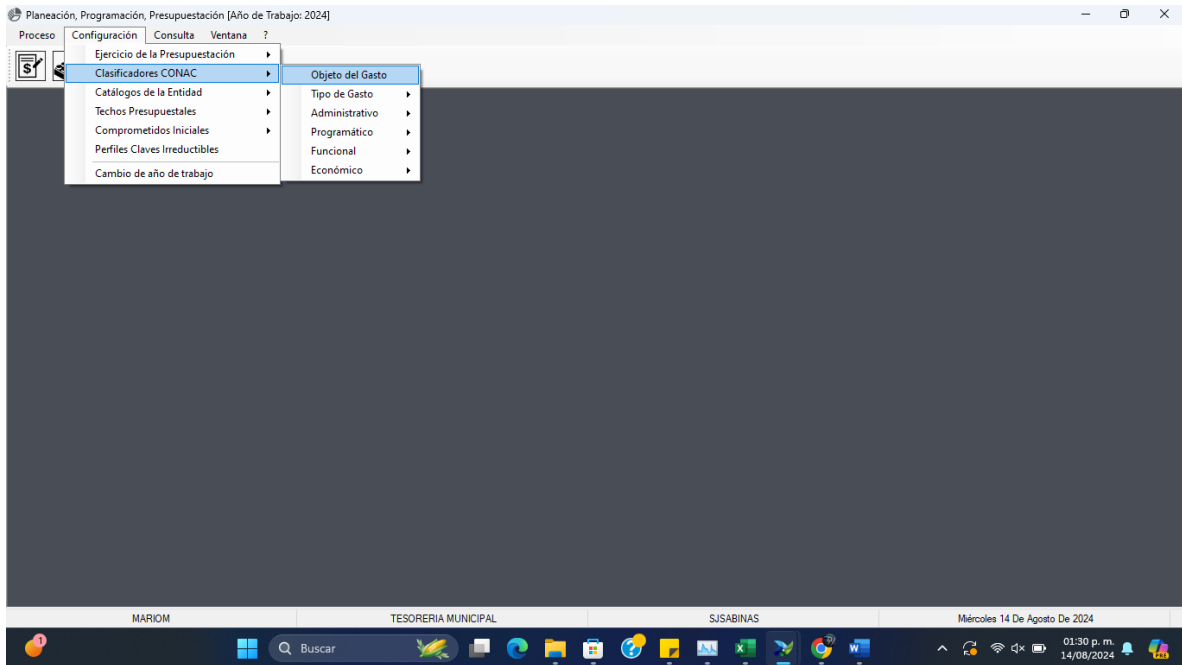 Planeación, Programación, Presupuestación [Año de Trabajo: 2024]
Proceso Configuración Consulta Ventana ?
Ejercicio de la Presupuestación
Clasificadores CONAC
Catálogos de la Entidad
Techos Presupuestales
Comprometidos Iniciales
Perfiles Claves Irreductibles
Cambio de año de trabajo
Objeto del Gasto
Tipo de Gasto
Administrativo
Programático
Funcional
Económico
MARIOM TESORERIA MUNICIPAL SJSABINAS Miércoles 14 De Agosto De 2024
1 Buscar 01:30 p. m.
14/08/2024
PRE